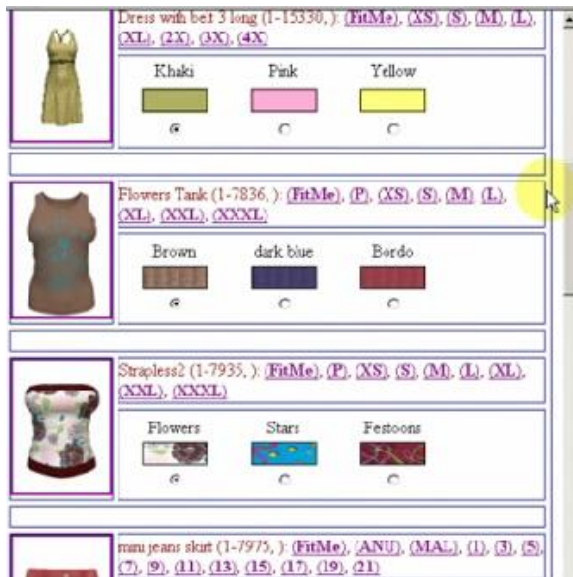 Dress with belt 3 long (1-15330, ): (FitMe), (XS), (S), (M), (L),
(XL), (2X), (3X), (4X)
Khaki Pink Yellow
Flowers Tank (1-7836, ): (FitMe), (P), (XS), (S), (M) (L),
(XL), (XXL), (XXXL)
Brown dark blue Bordo
Strapless2 (1-7935, ): (FitMe), (P), (XS), (S), (M), (L), (XL),
(XXL), (XXXL)
Flowers Stars Festoons
mini jeans skirt (1-7975, ): (FitMe), (ANU), (MAL), (1), (3), (5),
(7), (9), (11), (13), (15), (17), (19), (21)